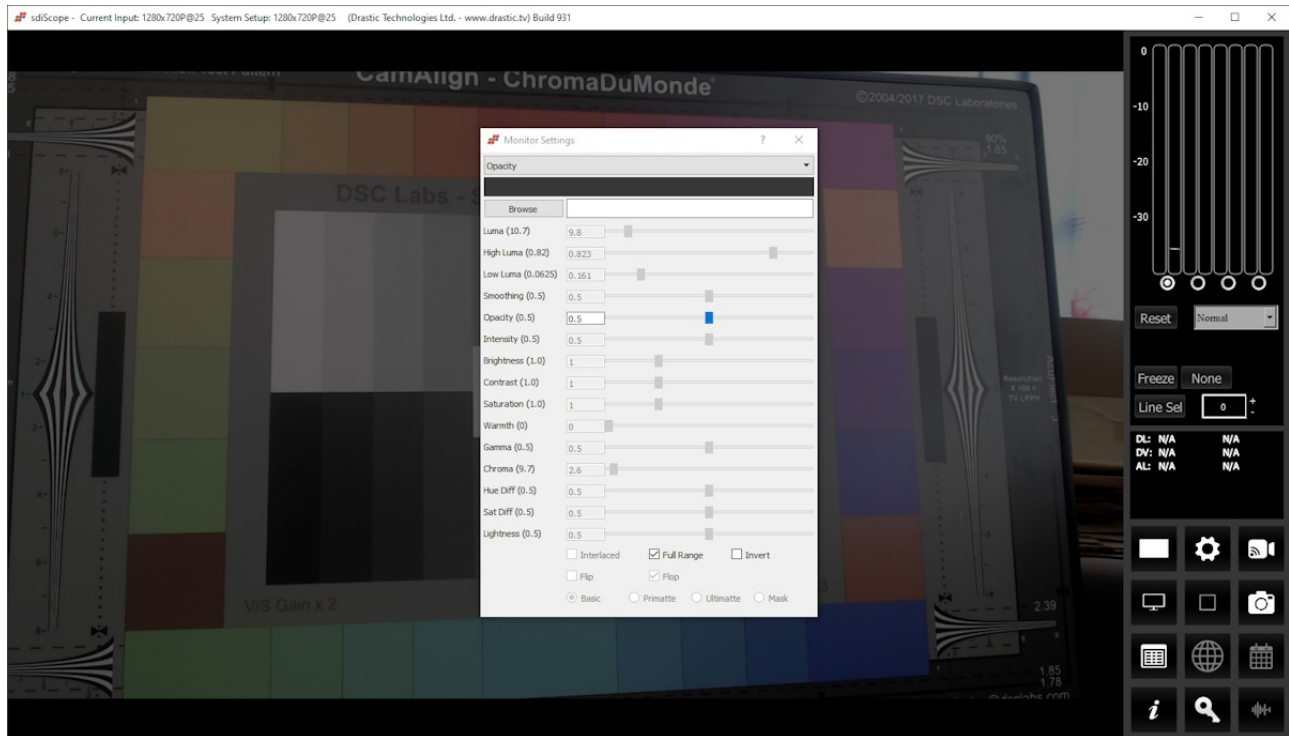 sdiScope - Current Input: 1280x720P@25 System Setup: 1280x720P@25 (Drastic Technologies Ltd. - www.drastic.tv) Build 931
CamAlign - ChromaDuMonde
©2004/2017 DSC Laboratories
90%
1.85
DSC Labs - S
V/S Gain x 2
2.39
1.85
1.78
Monitor Settings
Opacity
Browse
Luma (10.7) 9.8
High Luma (0.82) 0.823
Low Luma (0.0625) 0.161
Smoothing (0.5) 0.5
Opacity (0.5) 0.5
Intensity (0.5) 0.5
Brightness (1.0) 1
Contrast (1.0) 1
Saturation (1.0) 1
Warmth (0) 0
Gamma (0.5) 0.5
Chroma (9.7) 2.6
Hue Diff (0.5) 0.5
Sat Diff (0.5) 0.5
Lightness (0.5) 0.5
Interlaced Full Range Invert
Flip Flop
Basic Primatte Ultimatte Mask
0
-10
-20
-30
Reset Normal
Freeze None
Line Sel 0 + -
DL: N/A N/A
DV: N/A N/A
AL: N/A N/A